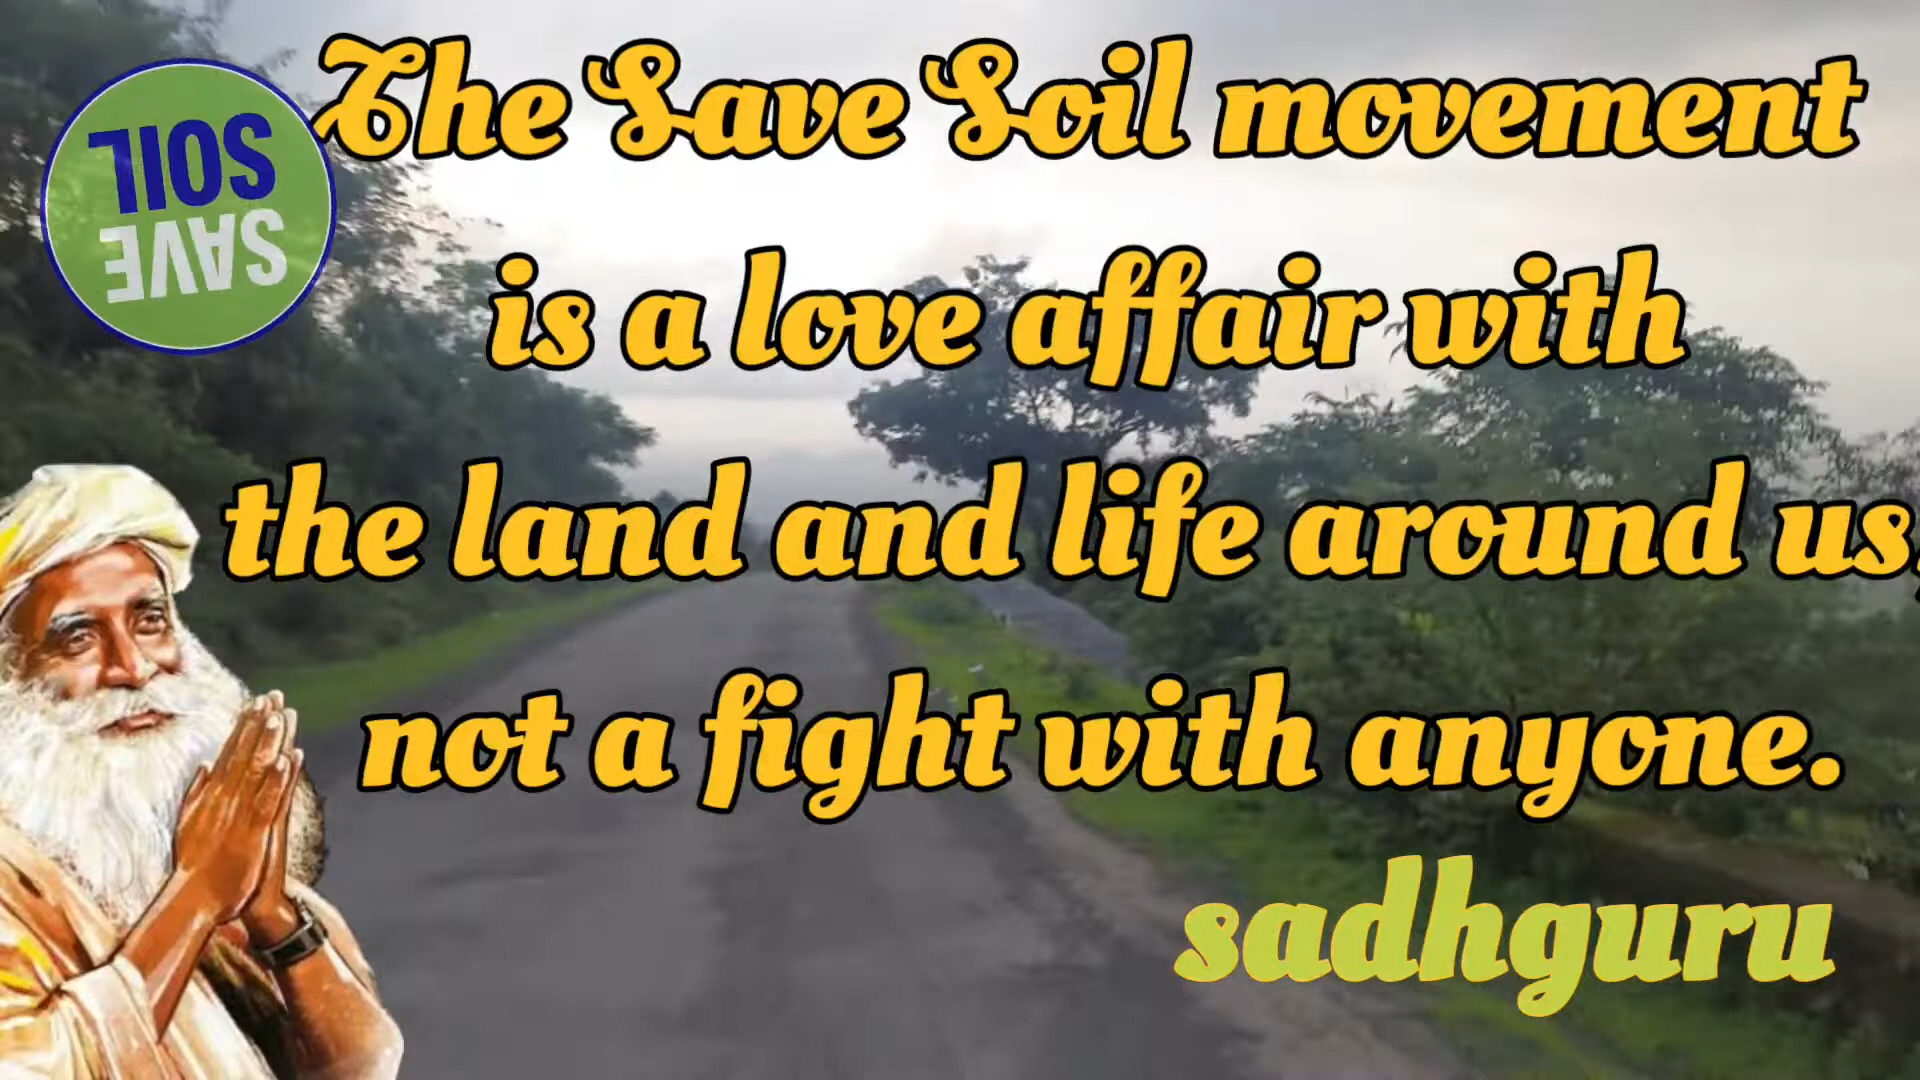 SAVE
SOIL
The Save Soil movement
is a love affair with
the land and life around us,
not a fight with anyone.
sadhguru